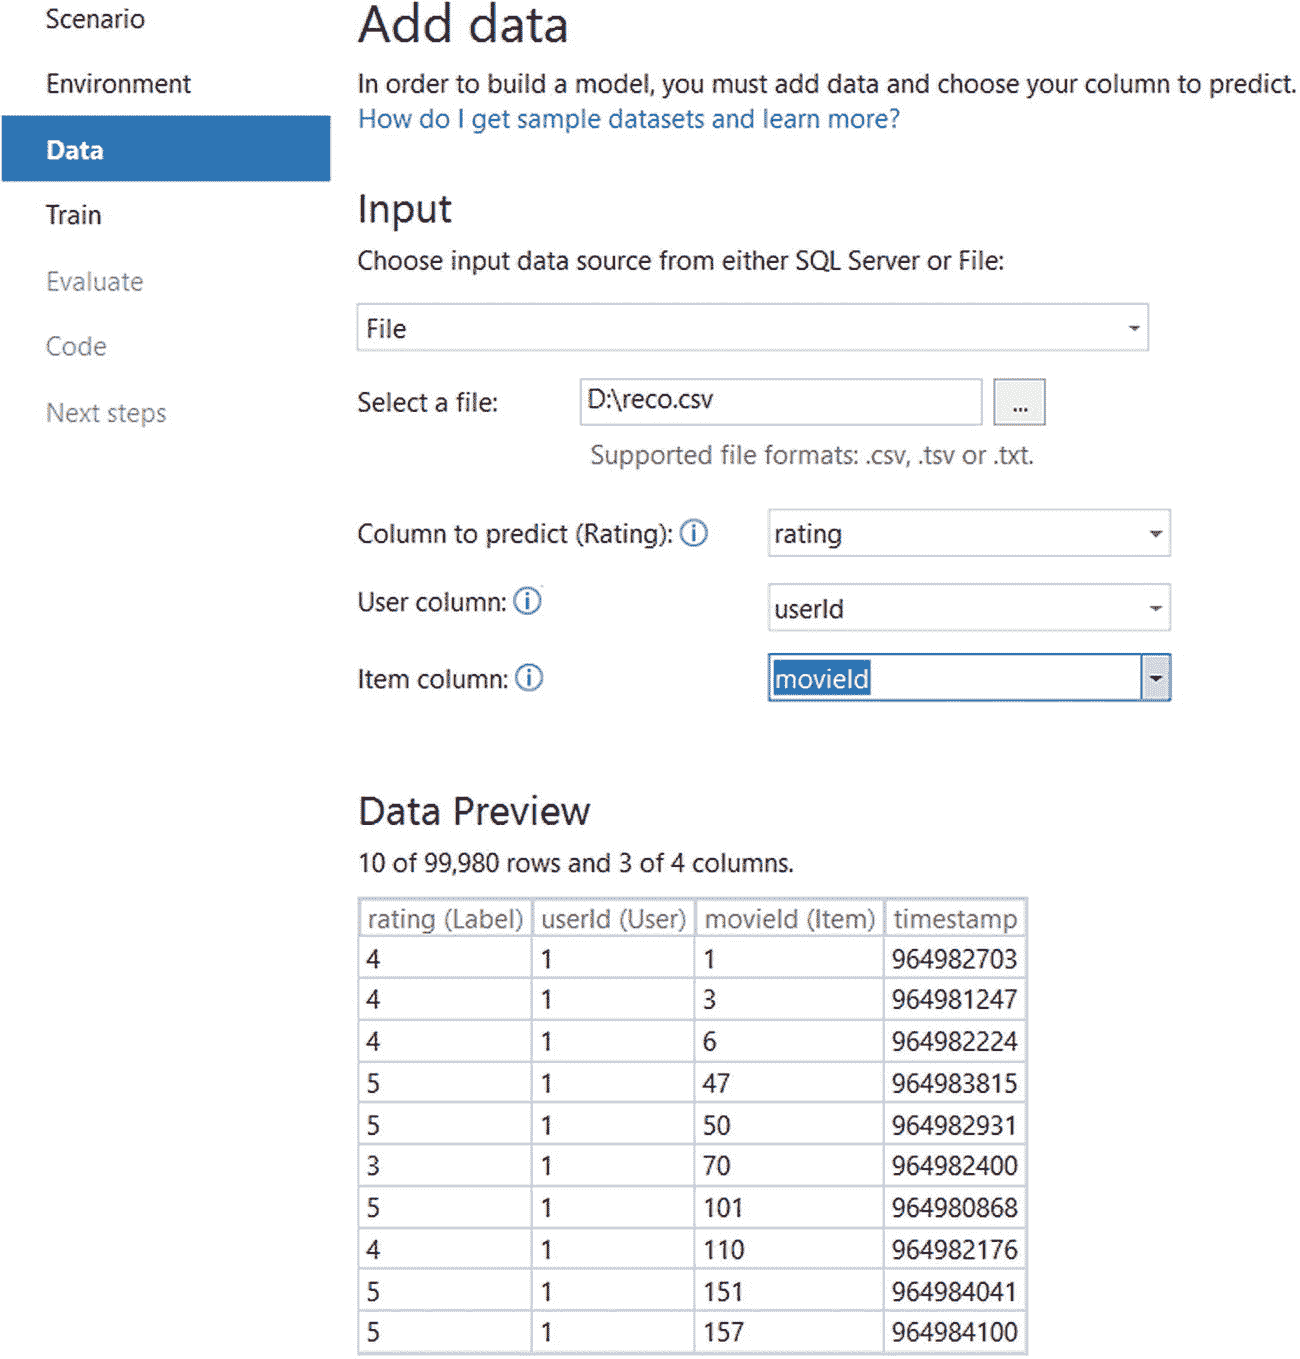 Scenario
Environment
Data
Train
Evaluate
Code
Next steps
Add data
In order to build a model, you must add data and choose your column to predict.
How do I get sample datasets and learn more?
Input
Choose input data source from either SQL Server or File:
File
Select a file: D:\reco.csv ...
Supported file formats: .csv, .tsv or .txt.
Column to predict (Rating): rating
User column: userId
Item column: movieId
Data Preview
10 of 99,980 rows and 3 of 4 columns.
rating (Label) userId (User) movieId (Item) timestamp
4 1 1 964982703
4 1 3 964981247
4 1 6 964982224
5 1 47 964983815
5 1 50 964982931
3 1 70 964982400
5 1 101 964980868
4 1 110 964982176
5 1 151 964984041
5 1 157 964984100